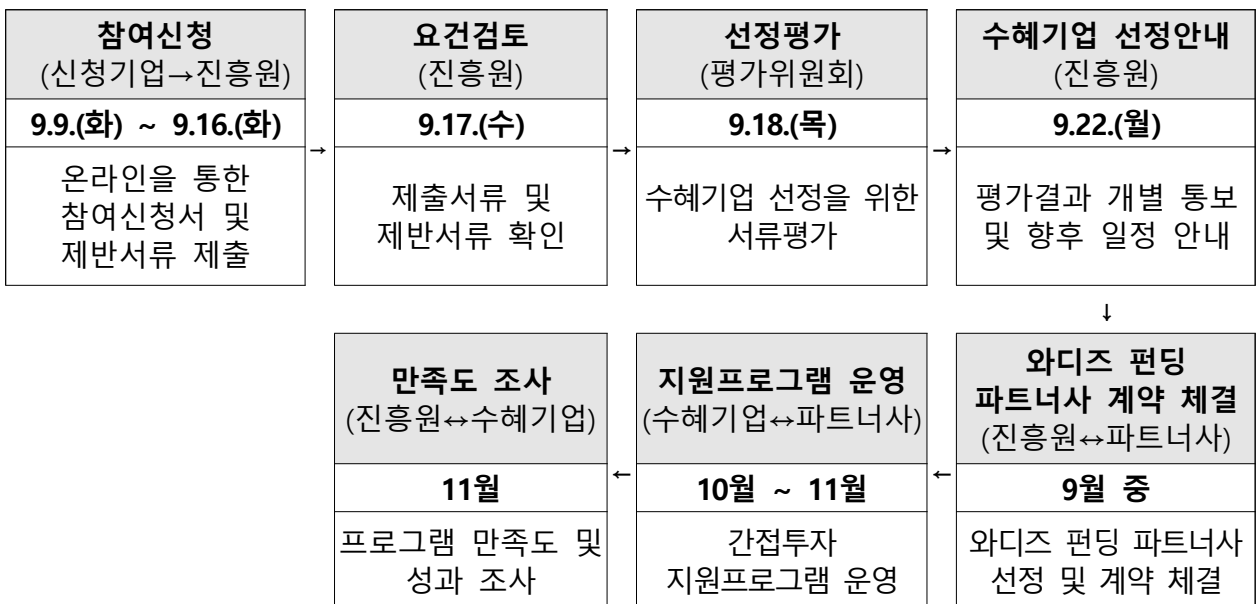 참여신청
(신청기업→진흥원)
9.9.(화) ~ 9.16.(화)
온라인을 통한
참여신청서 및
제반서류 제출
→
요건검토
(진흥원)
9.17.(수)
제출서류 및
제반서류 확인
→
선정평가
(평가위원회)
9.18.(목)
수혜기업 선정을 위한
서류평가
→
수혜기업 선정안내
(진흥원)
9.22.(월)
평가결과 개별 통보
및 향후 일정 안내
↓
와디즈 펀딩
파트너사 계약 체결
(진흥원↔파트너사)
9월 중
와디즈 펀딩 파트너사
선정 및 계약 체결
←
지원프로그램 운영
(수혜기업↔파트너사)
10월 ~ 11월
간접투자
지원프로그램 운영
←
만족도 조사
(진흥원↔수혜기업)
11월
프로그램 만족도 및
성과 조사